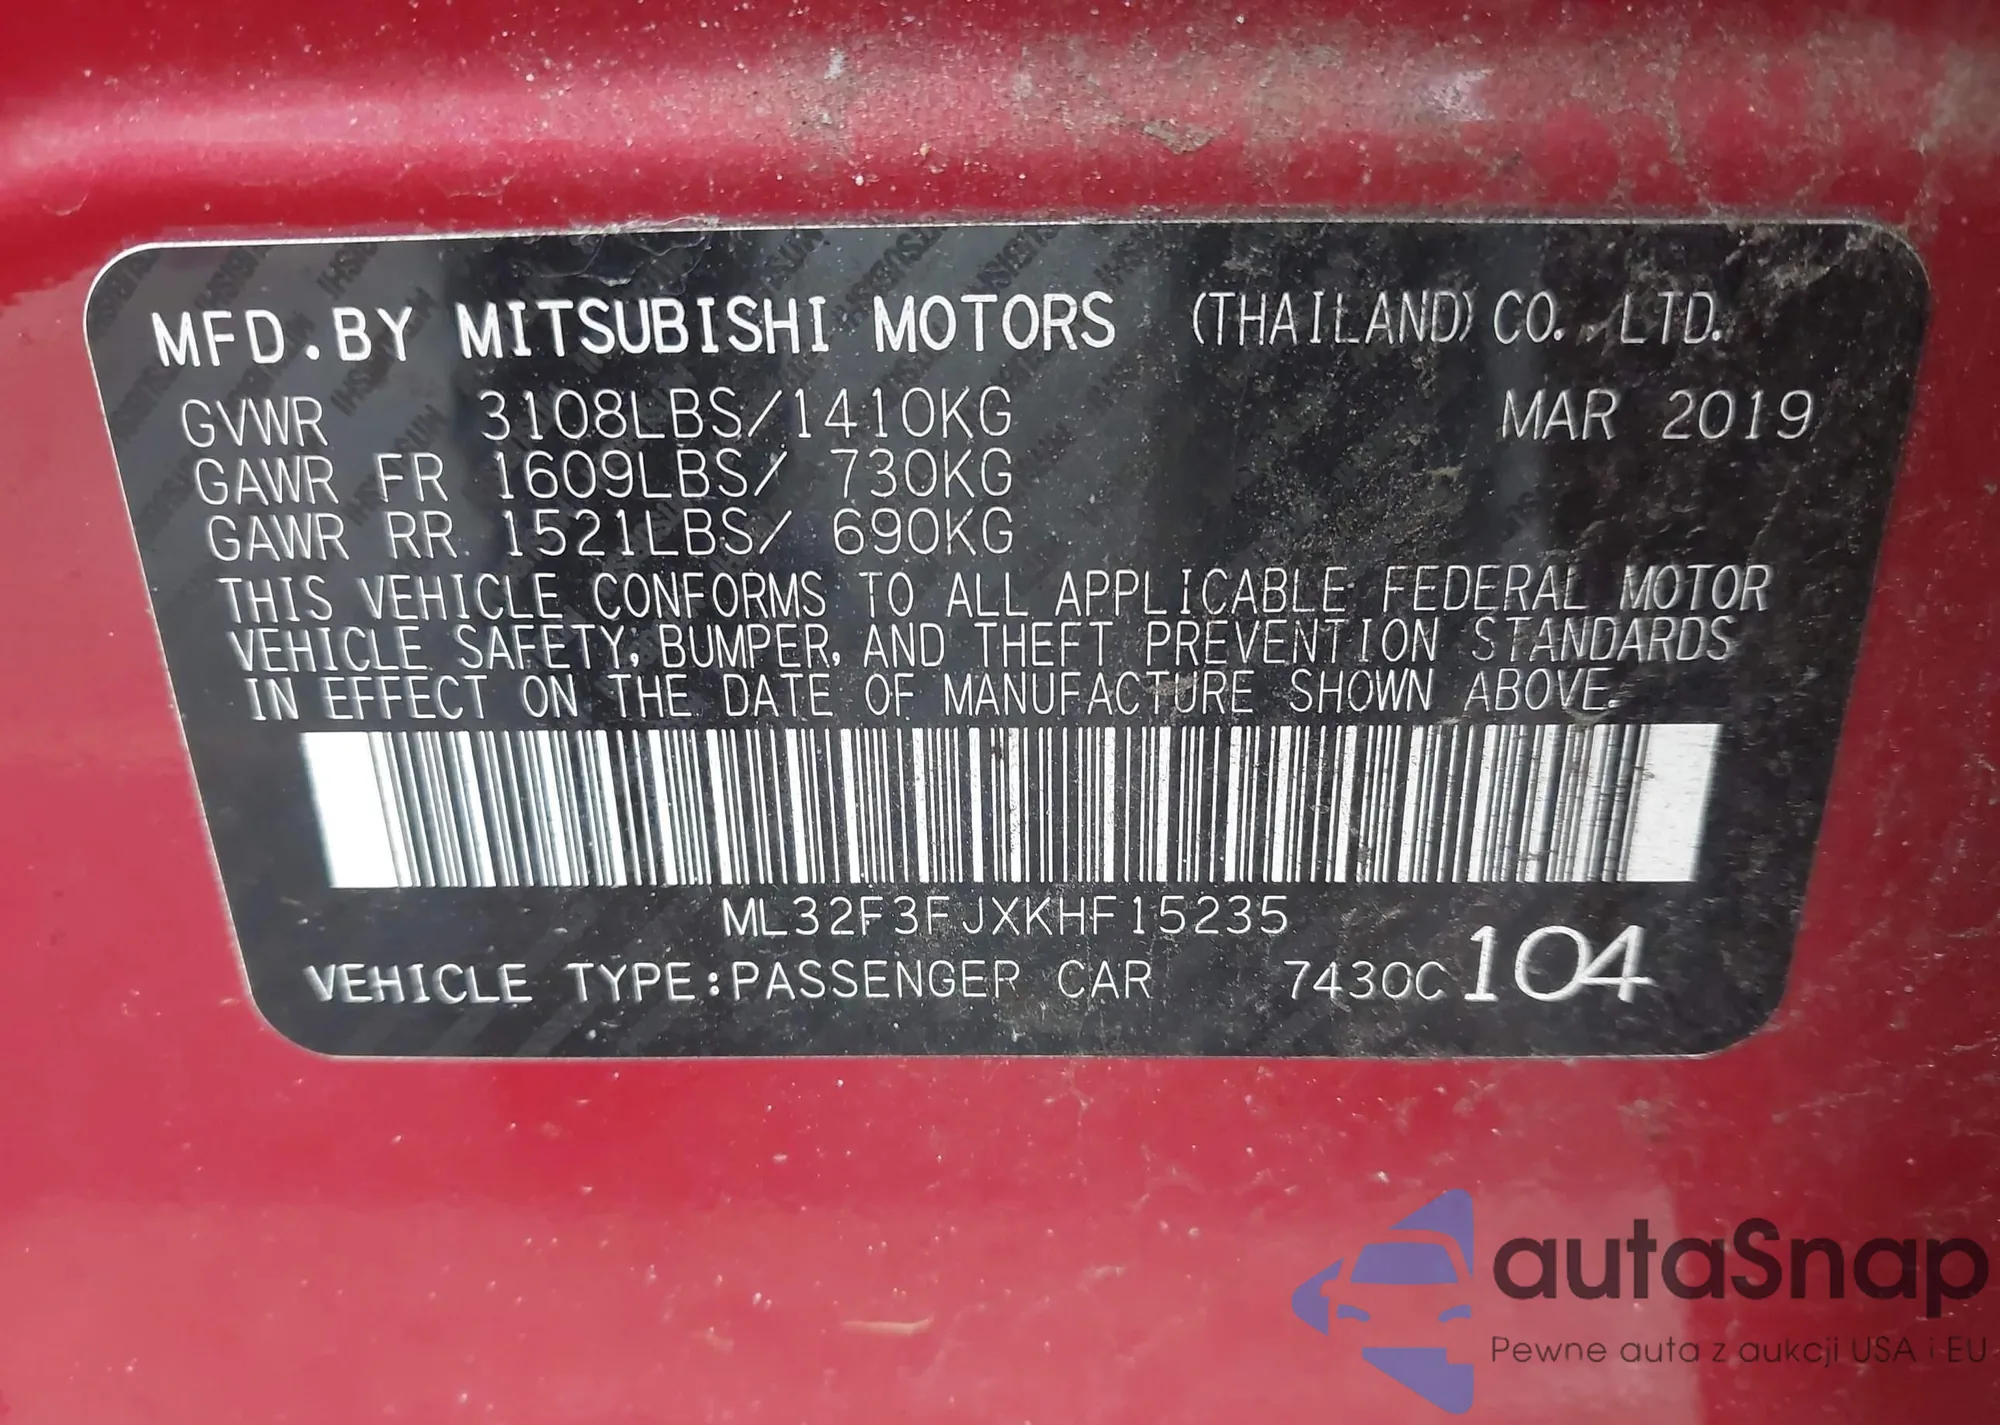 MFD.BY MITSUBISHI MOTORS (THAILAND) CO., LTD.
GVWR 3108LBS/1410KG MAR 2019
GAWR FR 1609LBS/ 730KG
GAWR RR 1521LBS/ 690KG
THIS VEHICLE CONFORMS TO ALL APPLICABLE FEDERAL MOTOR
VEHICLE SAFETY, BUMPER, AND THEFT PREVENTION STANDARDS
IN EFFECT ON THE DATE OF MANUFACTURE SHOWN ABOVE.
ML32F3FJXKHF15235
VEHICLE TYPE:PASSENGER CAR 7430C 104
autaSnap
Pewne auta z aukcji USA i EU